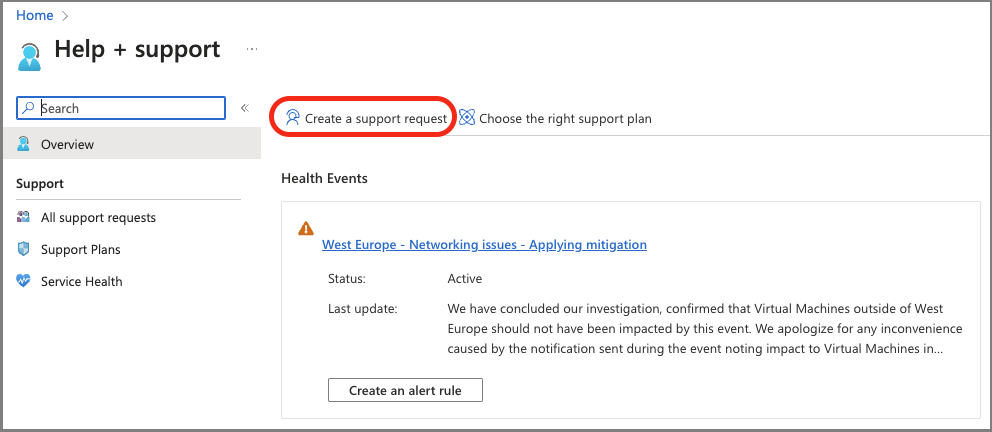 Home
Help + support
Search
Overview
Support
All support requests
Support Plans
Service Health
Create a support request
Choose the right support plan
Health Events
West Europe - Networking issues - Applying mitigation
Status: Active
Last update: We have concluded our investigation, confirmed that Virtual Machines outside of West
Europe should not have been impacted by this event. We apologize for any inconvenience
caused by the notification sent during the event noting impact to Virtual Machines in...
Create an alert rule